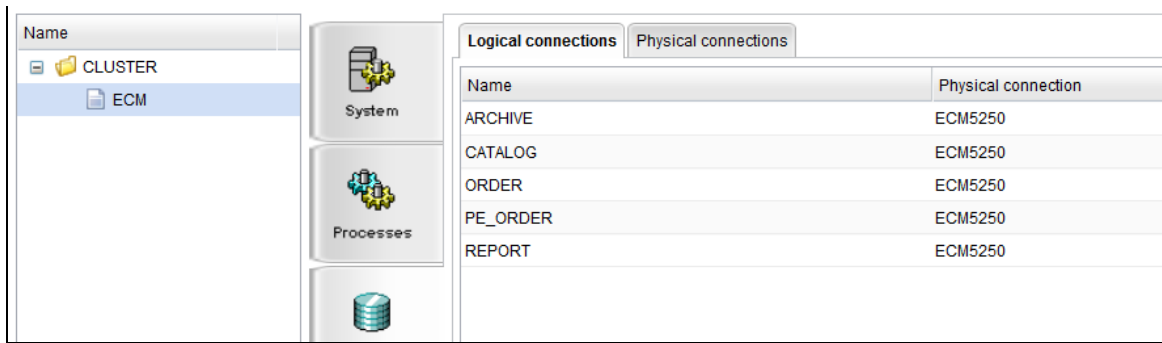 Name
CLUSTER
ECM
System
Processes
Logical connections Physical connections
Name Physical connection
ARCHIVE ECM5250
CATALOG ECM5250
ORDER ECM5250
PE_ORDER ECM5250
REPORT ECM5250